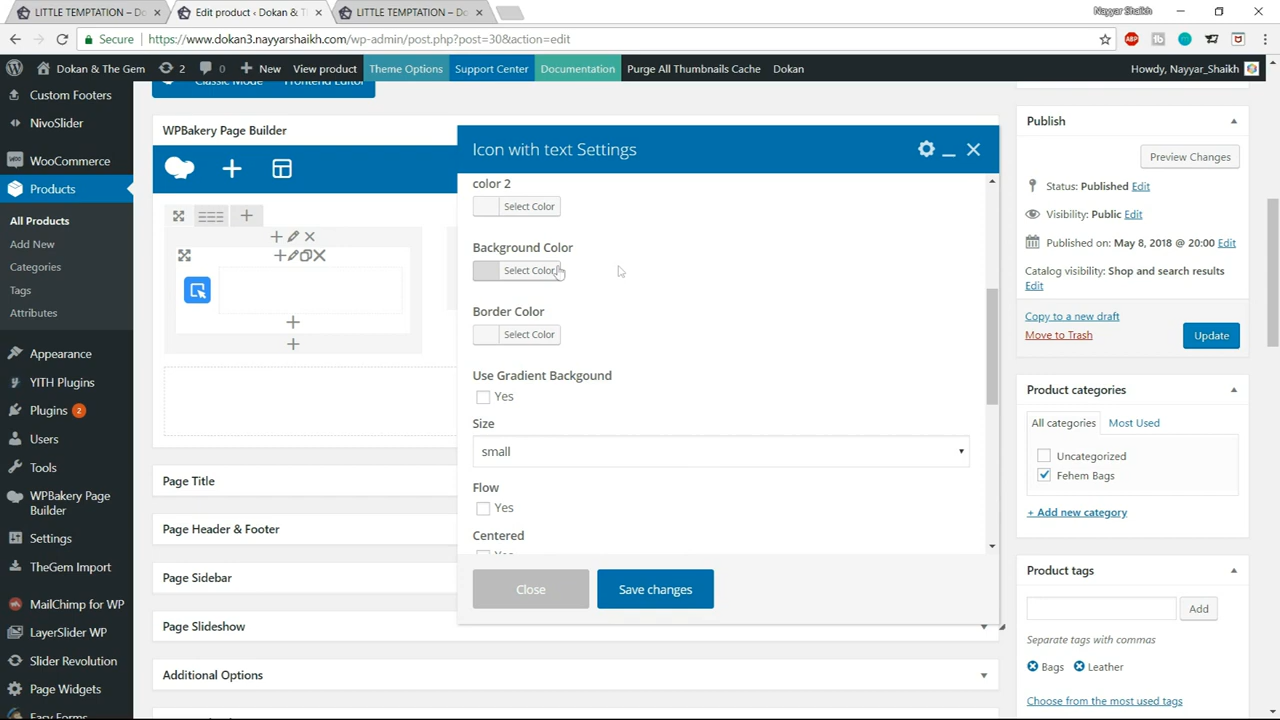 LITTLE TEMPTATION – Do
Edit product ‹ Dokan & T
LITTLE TEMPTATION – Do
Nayyar Shaikh
Secure
https://www.dokan3.nayyarshaikh.com/wp-admin/post.php?post=30&action=edit
ABP
Dokan & The Gem
2
0
New
View product
Theme Options
Support Center
Documentation
Purge All Thumbnails Cache
Dokan
Howdy, Nayyar_Shaikh
Custom Footers
NivoSlider
WooCommerce
Products
All Products
Add New
Categories
Tags
Attributes
Appearance
YITH Plugins
Plugins 2
Users
Tools
WPBakery Page
Builder
Settings
TheGem Import
MailChimp for WP
LayerSlider WP
Slider Revolution
Page Widgets
Easy Forms
Classic Mode
Frontend Editor
WPBakery Page Builder
Page Title
Page Header & Footer
Page Sidebar
Page Slideshow
Additional Options
Icon with text Settings
color 2
Select Color
Background Color
Select Color
Border Color
Select Color
Use Gradient Backgound
Yes
Size
small
Flow
Yes
Centered
Yes
Close
Save changes
Publish
Preview Changes
Status: Published Edit
Visibility: Public Edit
Published on: May 8, 2018 @ 20:00 Edit
Catalog visibility: Shop and search results
Edit
Copy to a new draft
Move to Trash
Update
Product categories
All categories
Most Used
Uncategorized
Fehem Bags
+ Add new category
Product tags
Add
Separate tags with commas
Bags
Leather
Choose from the most used tags